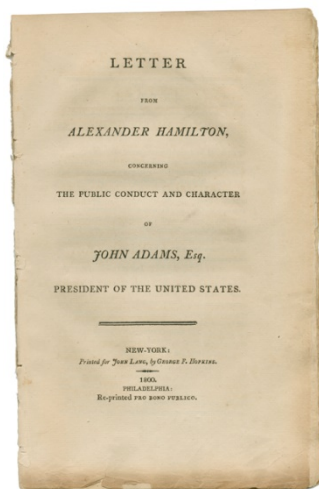 LETTER
FROM
ALEXANDER HAMILTON,
CONCERNING
THE PUBLIC CONDUCT AND CHARACTER
OF
JOHN ADAMS, Esq.
PRESIDENT OF THE UNITED STATES.
NEW-YORK:
Printed for JOHN LANG, by GEORGE F. HOPKINS.
1800.
PHILADELPHIA:
Re-printed PRO BONO PUBLICO.